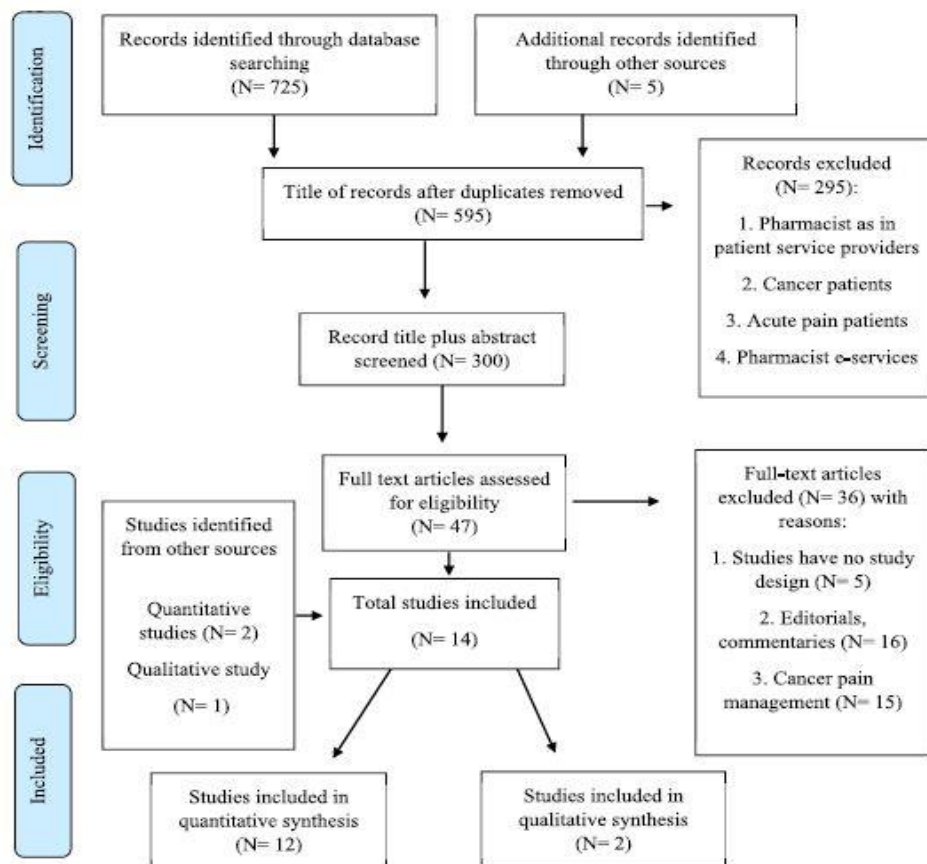 Identification
Records identified through database
searching
(N= 725)
Additional records identified
through other sources
(N= 5)
Title of records after duplicates removed
(N= 595)
Records excluded
(N= 295):
1. Pharmacist as in
patient service providers
2. Cancer patients
3. Acute pain patients
4. Pharmacist e-services
Screening
Record title plus abstract
screened (N= 300)
Eligibility
Full text articles assessed
for eligibility
(N= 47)
Full-text articles
excluded (N= 36) with
reasons:
1. Studies have no study
design (N= 5)
2. Editorials,
commentaries (N= 16)
3. Cancer pain
management (N= 15)
Studies identified
from other sources
Quantitative
studies (N= 2)
Qualitative study
(N= 1)
Total studies included
(N= 14)
Included
Studies included in
quantitative synthesis
(N= 12)
Studies included in
qualitative synthesis
(N= 2)